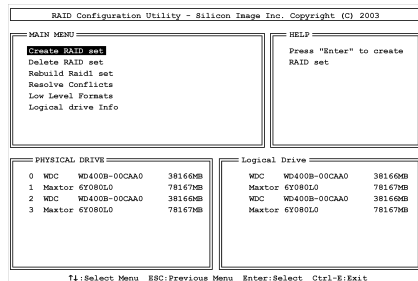 RAID Configuration Utility - Silicon Image Inc. Copyright (C) 2003
MAIN MENU
Create RAID set
Delete RAID set
Rebuild Raid1 set
Resolve Conflicts
Low Level Formats
Logical drive Info
HELP
Press "Enter" to create
RAID set
PHYSICAL DRIVE
0 WDC WD400B-00CAA0 38166MB
1 Maxtor 6Y080L0 78167MB
2 WDC WD400B-00CAA0 38166MB
3 Maxtor 6Y080L0 78167MB
Logical Drive
WDC WD400B-00CAA0 38166MB
Maxtor 6Y080L0 78167MB
WDC WD400B-00CAA0 38166MB
Maxtor 6Y080L0 78167MB
↑↓:Select Menu ESC:Previous Menu Enter:Select Ctrl-E:Exit